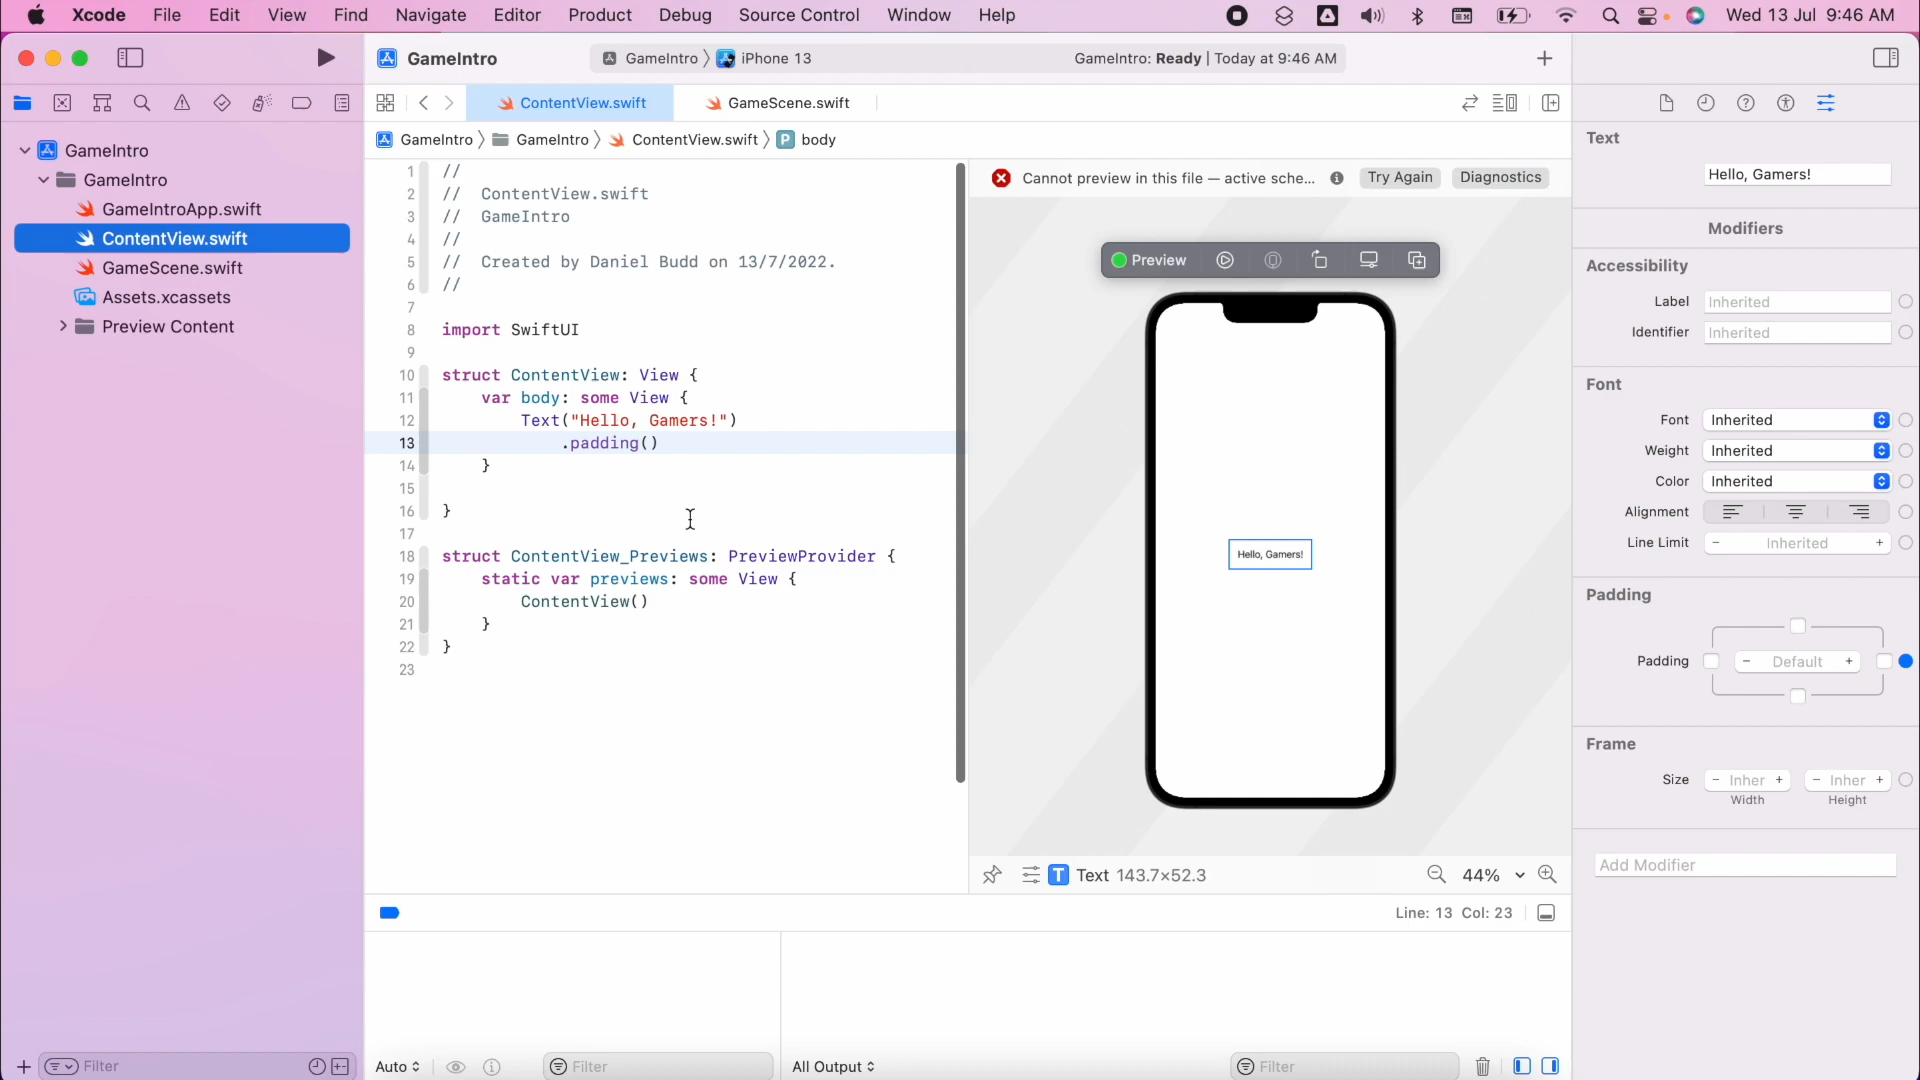 Xcode File Edit View Find Navigate Editor Product Debug Source Control Window Help Wed 13 Jul 9:46 AM
GameIntro
GameIntro iPhone 13
GameIntro: Ready | Today at 9:46 AM
ContentView.swift
GameScene.swift
GameIntro GameIntro ContentView.swift P body
GameIntro
GameIntro
GameIntroApp.swift
ContentView.swift
GameScene.swift
Assets.xcassets
Preview Content
Filter
1 //
2 // ContentView.swift
3 // GameIntro
4 //
5 // Created by Daniel Budd on 13/7/2022.
6 //
7
8 import SwiftUI
9
10 struct ContentView: View {
11 var body: some View {
12 Text("Hello, Gamers!")
13 .padding()
14 }
15
16 }
17
18 struct ContentView_Previews: PreviewProvider {
19 static var previews: some View {
20 ContentView()
21 }
22 }
23
Cannot preview in this file — active sche... Try Again Diagnostics
Preview
Hello, Gamers!
T Text 143.7×52.3
44%
Line: 13 Col: 23
Auto
Filter
All Output
Filter
Text
Hello, Gamers!
Modifiers
Accessibility
Label Inherited
Identifier Inherited
Font
Font Inherited
Weight Inherited
Color Inherited
Alignment
Line Limit - Inherited +
Padding
Padding - Default +
Frame
Size - Inher + - Inher +
Width Height
Add Modifier